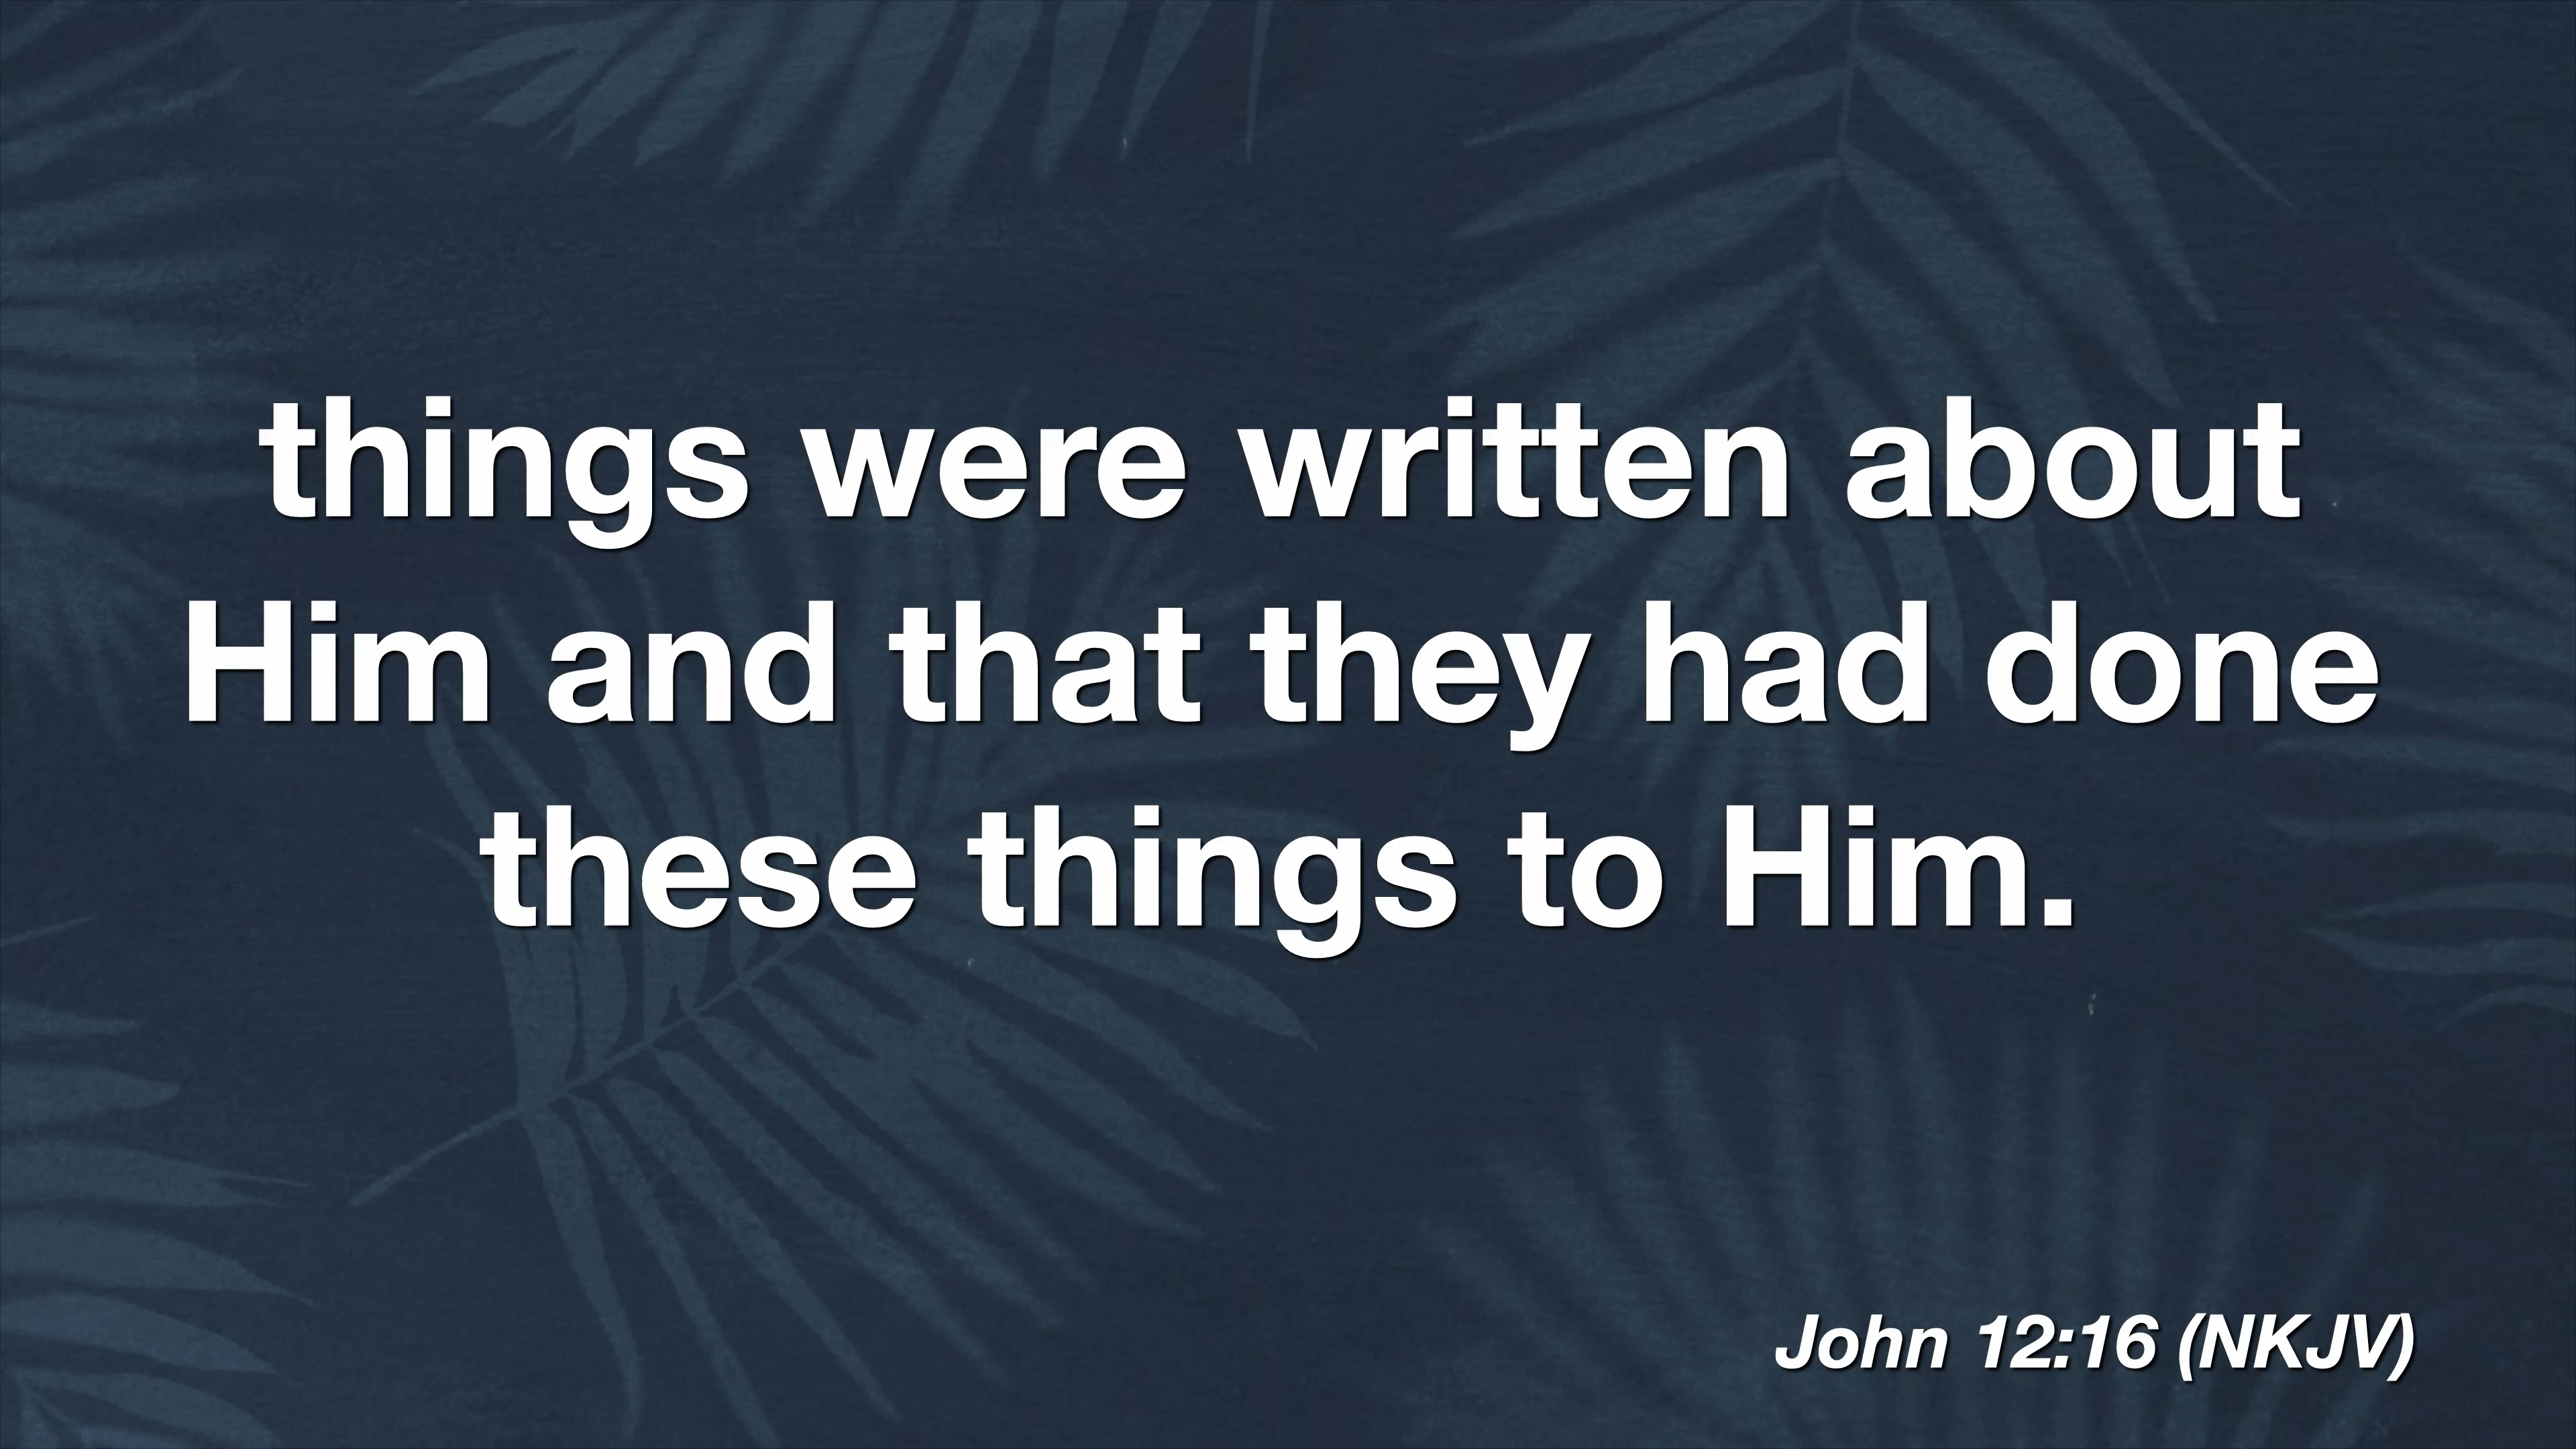 things were written about
Him and that they had done
these things to Him.
John 12:16 (NKJV)